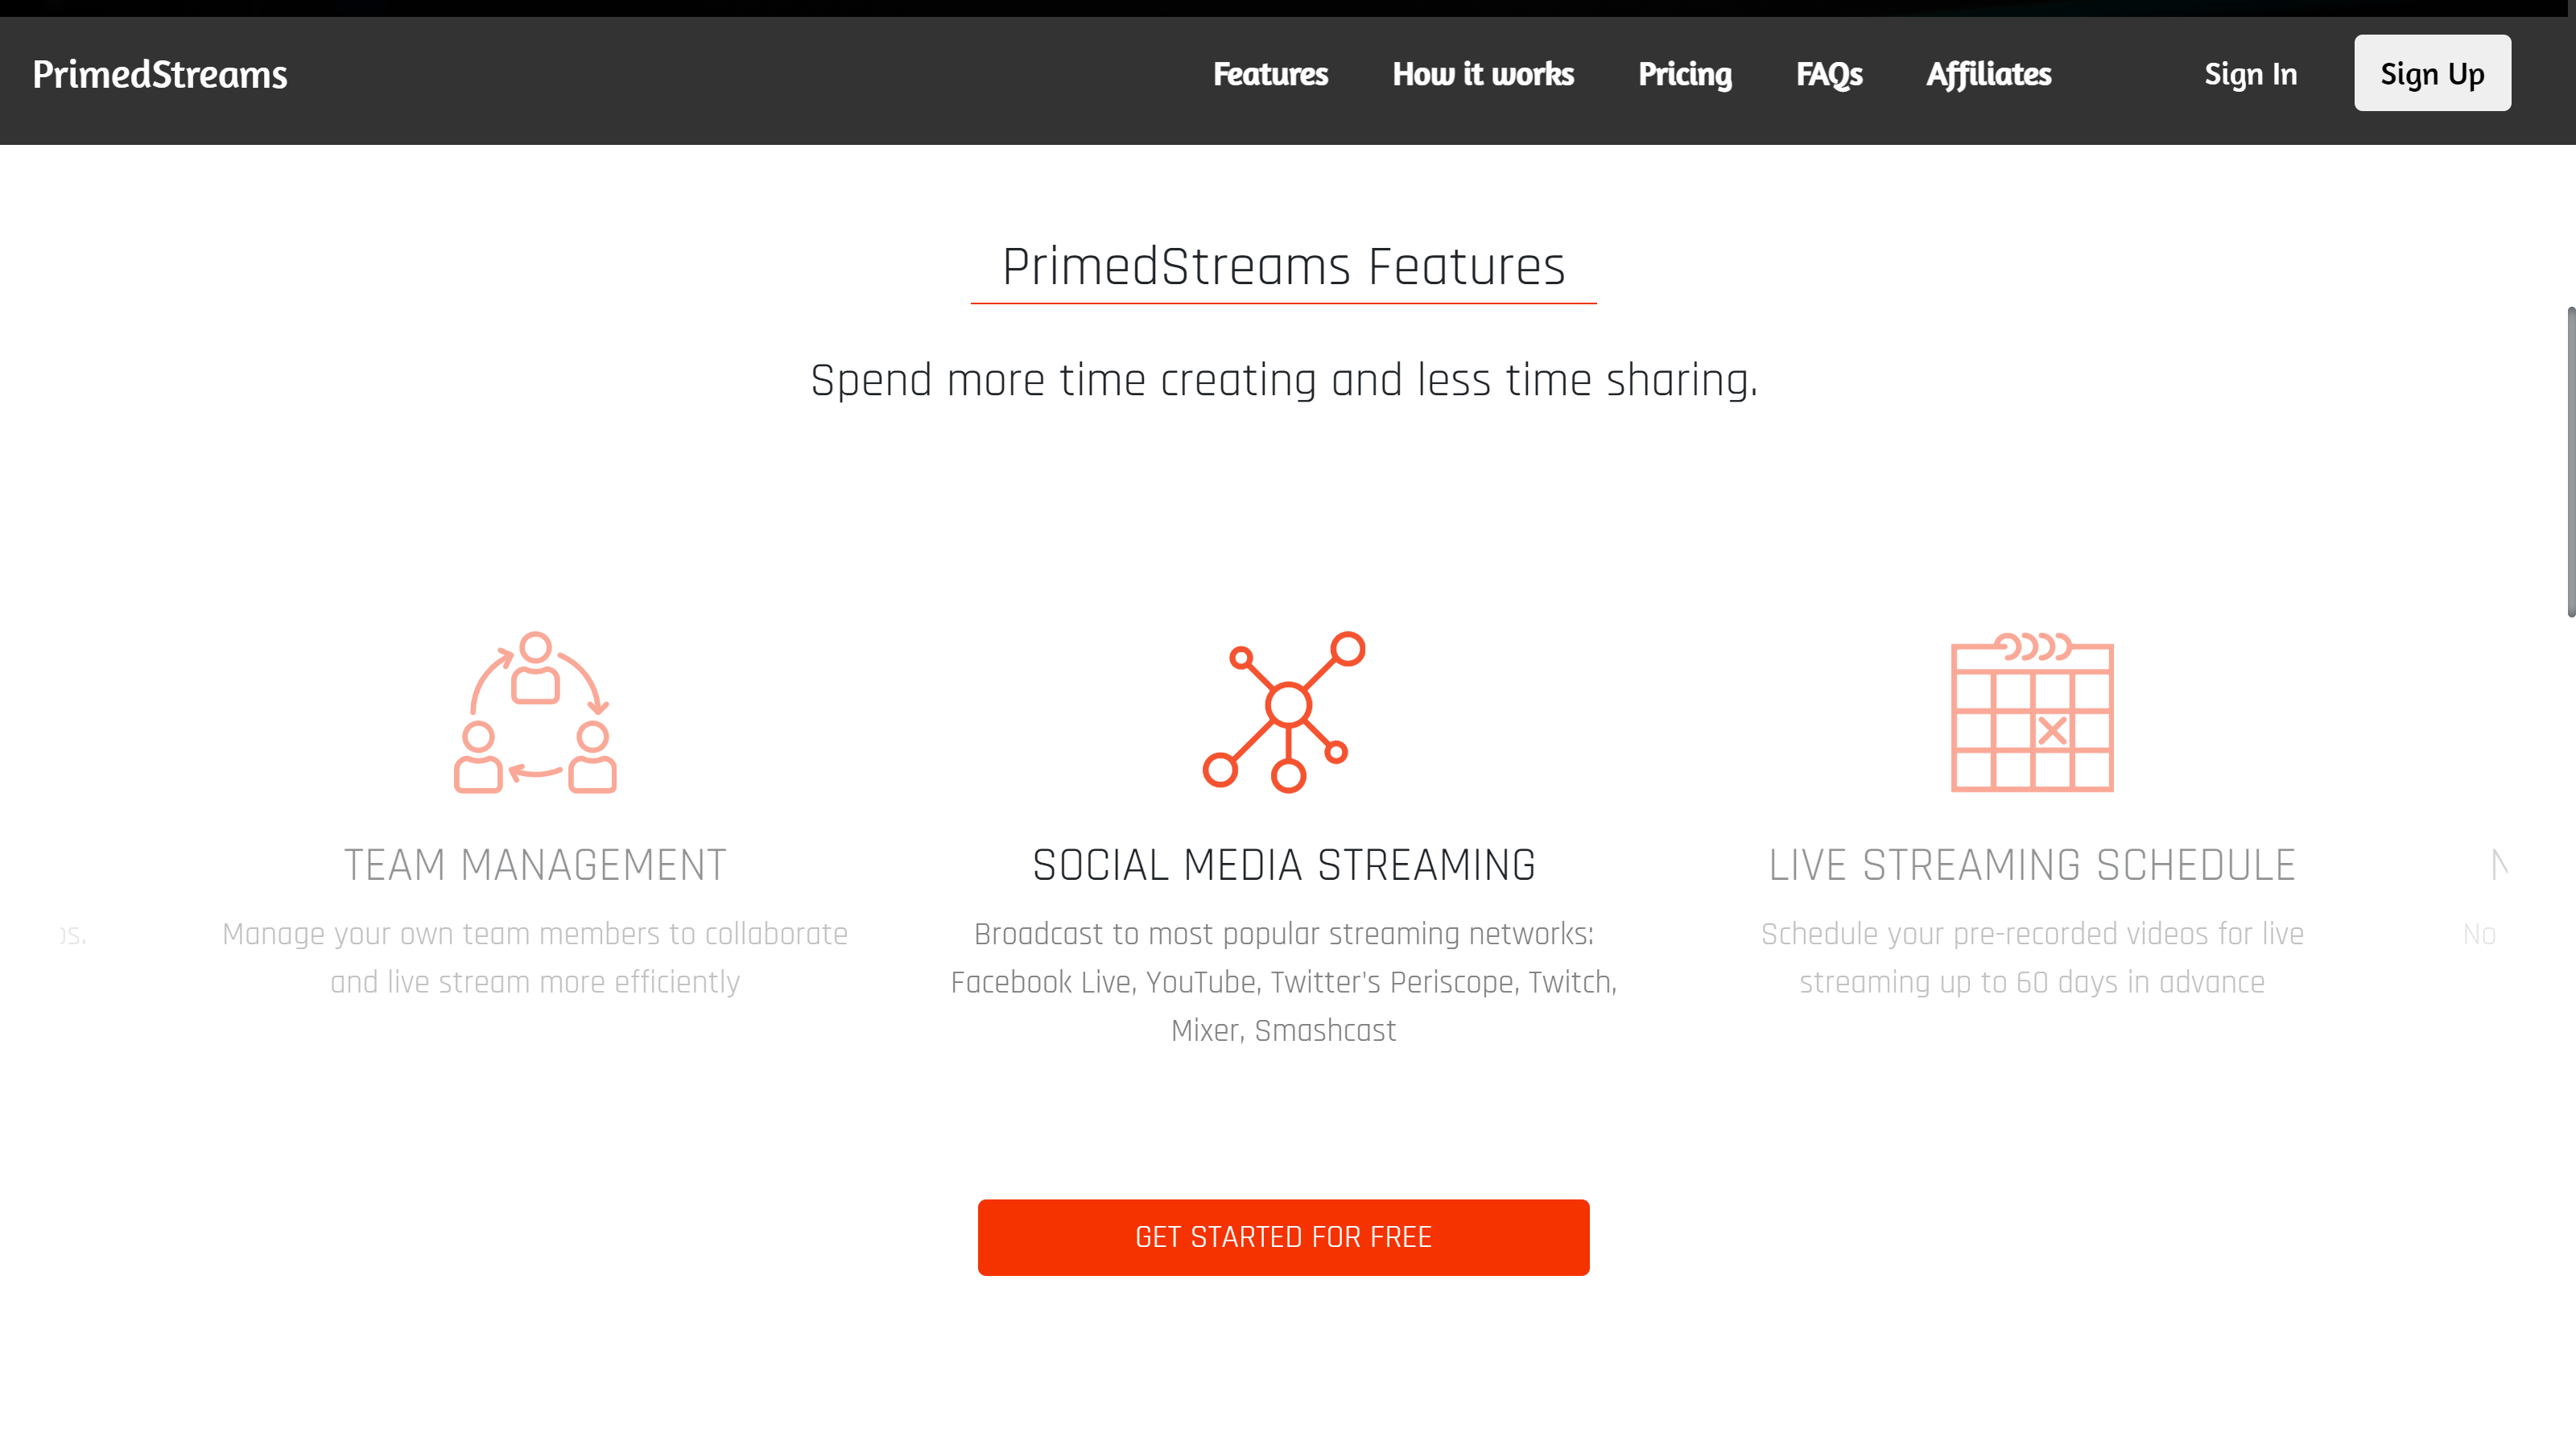 PrimedStreams
Features
How it works
Pricing
FAQs
Affiliates
Sign In
Sign Up
PrimedStreams Features
Spend more time creating and less time sharing.
TEAM MANAGEMENT
Manage your own team members to collaborate
and live stream more efficiently
SOCIAL MEDIA STREAMING
Broadcast to most popular streaming networks:
Facebook Live, YouTube, Twitter's Periscope, Twitch,
Mixer, Smashcast
LIVE STREAMING SCHEDULE
Schedule your pre-recorded videos for live
streaming up to 60 days in advance
No
GET STARTED FOR FREE